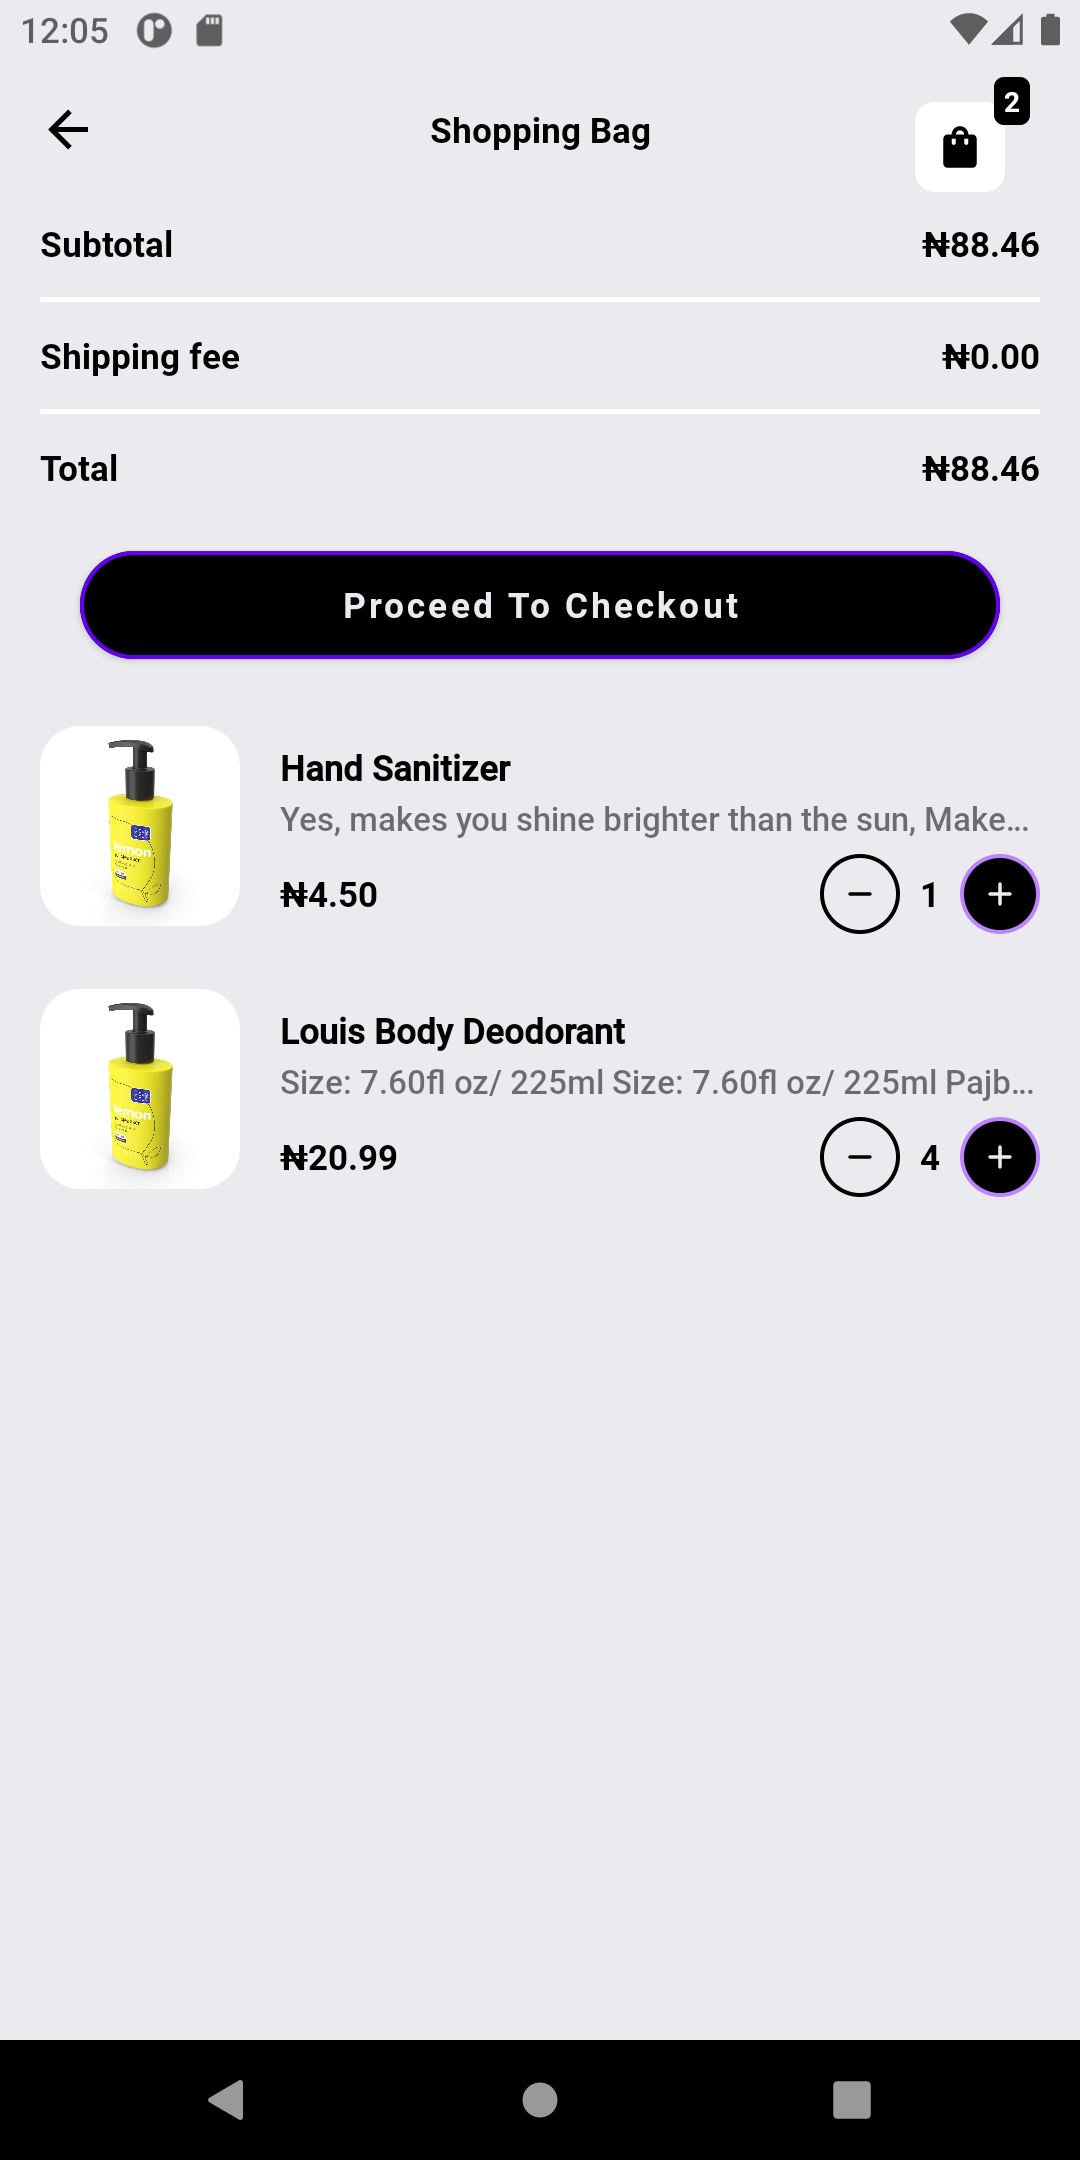 12:05
Shopping Bag
2
Subtotal
₦88.46
Shipping fee
₦0.00
Total
₦88.46
Proceed To Checkout
Hand Sanitizer
Yes, makes you shine brighter than the sun, Make...
₦4.50
1
lemon
Louis Body Deodorant
Size: 7.60fl oz/ 225ml Size: 7.60fl oz/ 225ml Pajb...
₦20.99
4
lemon